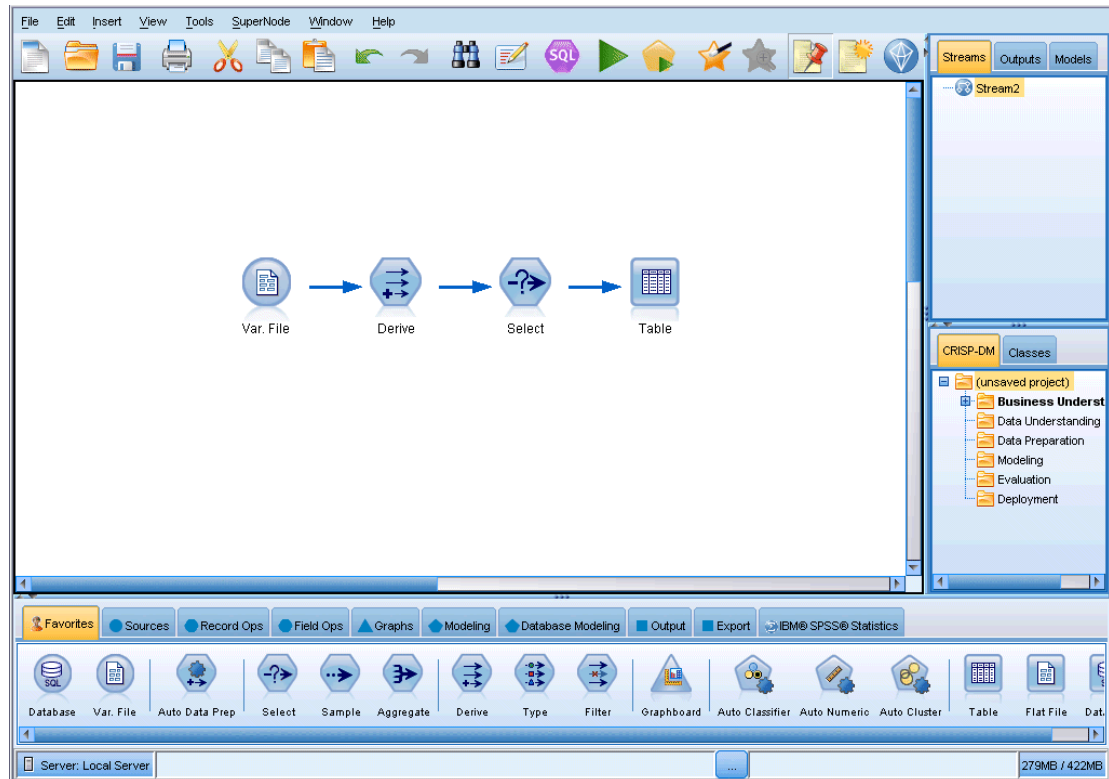 File Edit Insert View Tools SuperNode Window Help
SQL
Streams Outputs Models
Stream2
Var. File Derive Select Table
CRISP-DM Classes
(unsaved project)
Business Underst
Data Understanding
Data Preparation
Modeling
Evaluation
Deployment
Favorites Sources Record Ops Field Ops Graphs Modeling Database Modeling Output Export IBM® SPSS® Statistics
SQL
Database Var. File Auto Data Prep Select Sample Aggregate Derive Type Filter Graphboard Auto Classifier Auto Numeric Auto Cluster Table Flat File Dat.
Server: Local Server ... 279MB / 422MB